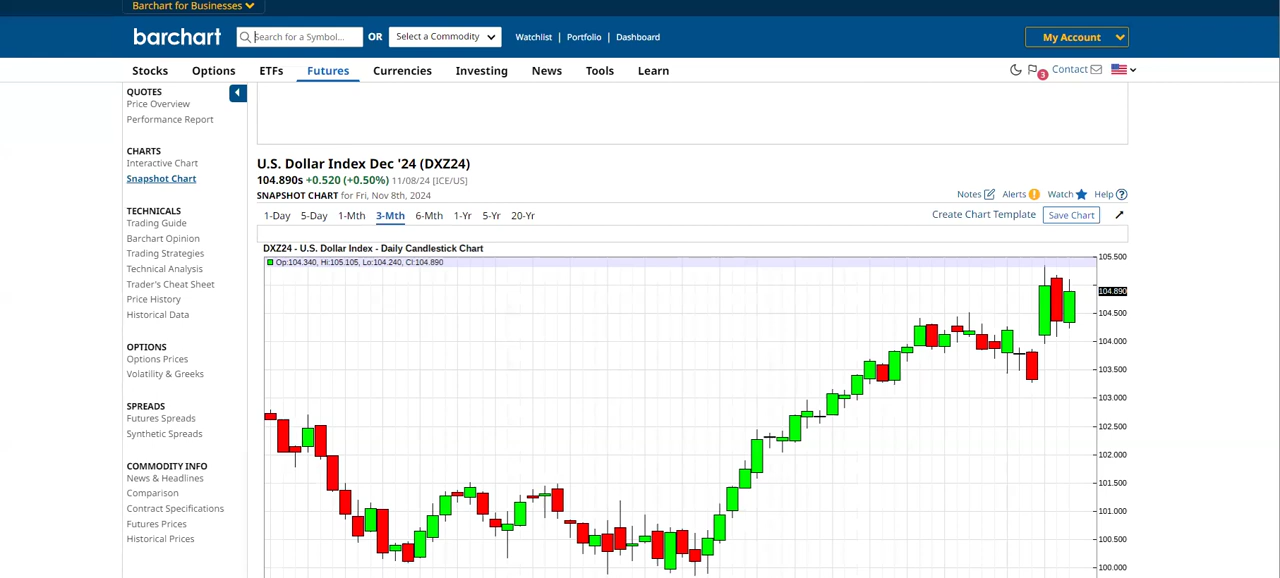 Barchart for Businesses
barchart
Search for a Symbol...
OR
Select a Commodity
Watchlist | Portfolio | Dashboard
My Account
Stocks Options ETFs Futures Currencies Investing News Tools Learn
3
Contact
QUOTES
Price Overview
Performance Report
CHARTS
Interactive Chart
Snapshot Chart
TECHNICALS
Trading Guide
Barchart Opinion
Trading Strategies
Technical Analysis
Trader's Cheat Sheet
Price History
Historical Data
OPTIONS
Options Prices
Volatility & Greeks
SPREADS
Futures Spreads
Synthetic Spreads
COMMODITY INFO
News & Headlines
Comparison
Contract Specifications
Futures Prices
Historical Prices
U.S. Dollar Index Dec '24 (DXZ24)
104.890s +0.520 (+0.50%) 11/08/24 [ICE/US]
SNAPSHOT CHART for Fri, Nov 8th, 2024
Notes Alerts Watch Help
1-Day 5-Day 1-Mth 3-Mth 6-Mth 1-Yr 5-Yr 20-Yr
Create Chart Template Save Chart
DXZ24 - U.S. Dollar Index - Daily Candlestick Chart
Op:104.340, Hi:105.105, Lo:104.240, Cl:104.890
105.500
104.890
104.500
104.000
103.500
103.000
102.500
102.000
101.500
101.000
100.500
100.000